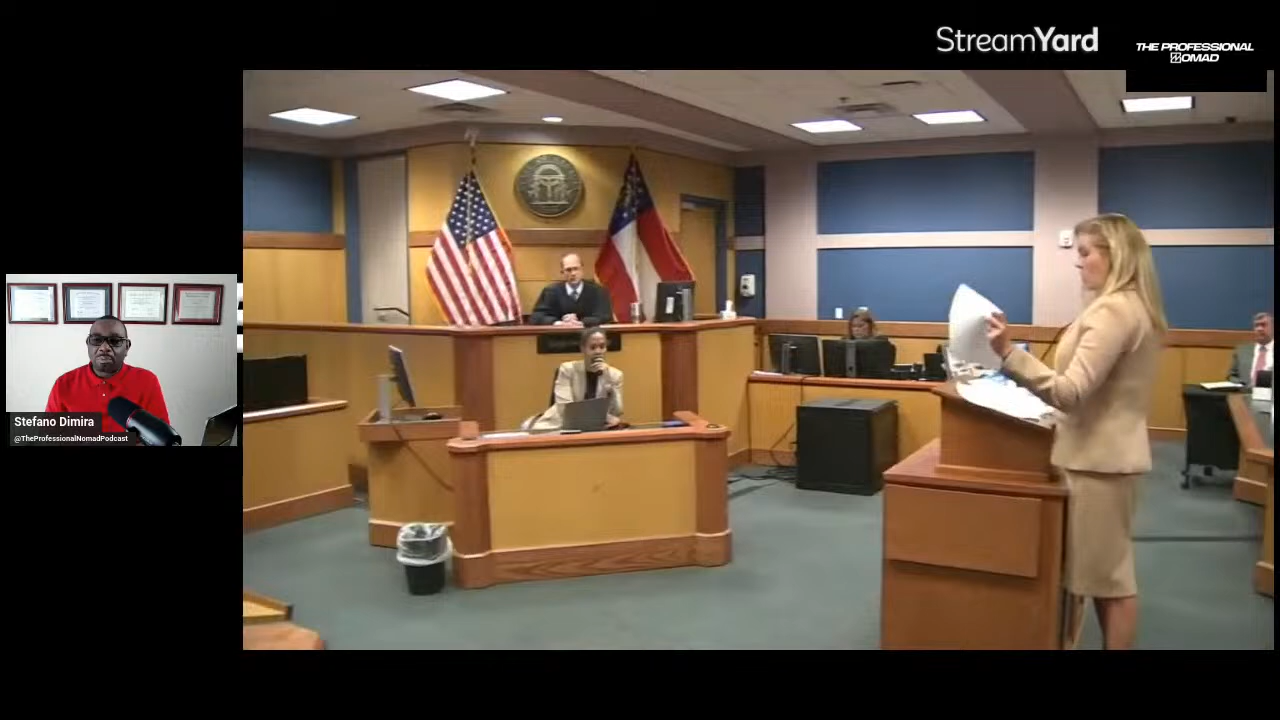 StreamYard
THE PROFESSIONAL
NOMAD
Stefano Dimira
@TheProfessionalNomadPodcast